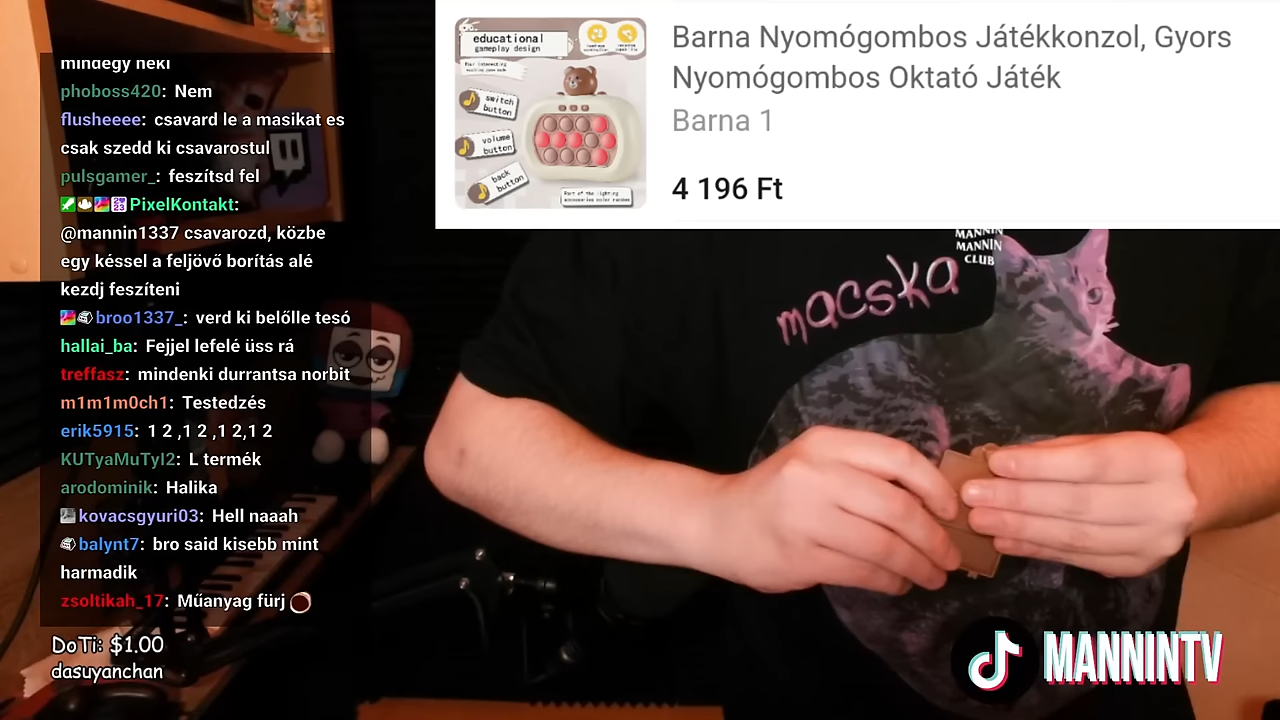 mindegy neki
phoboss420: Nem
flusheeee: csavard le a masikat es
csak szedd ki csavarostul
pulsgamer_: feszítsd fel
PixelKontakt:
@mannin1337 csavarozd, közbe
egy késsel a feljövő borítás alé
kezdj feszíteni
broo1337_: verd ki belőlle tesó
hallai_ba: Fejjel lefelé üss rá
treffasz: mindenki durrantsa norbit
m1m1m0ch1: Testedzés
erik5915: 1 2 ,1 2 ,1 2,1 2
KUTyaMuTyI2: L termék
arodominik: Halika
kovacsgyuri03: Hell naaah
balynt7: bro said kisebb mint
harmadik
zsoltikah_17: Műanyag fürj
DoTi: $1.00
dasuyanchan
educational
gameplay design
switch
button
volume
button
back
button
Barna Nyomógombos Játékkonzol, Gyors
Nyomógombos Oktató Játék
Barna 1
4 196 Ft
MANNIN
MANNIN
CLUB
macska
MANNINTV